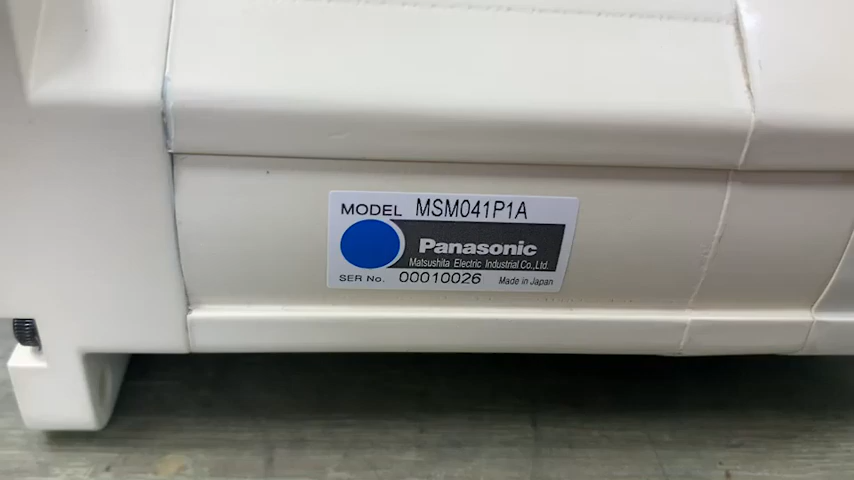 MODEL MSM041P1A
Panasonic
Matsushita Electric Industrial Co., Ltd.
SER No. 00010026 Made in Japan